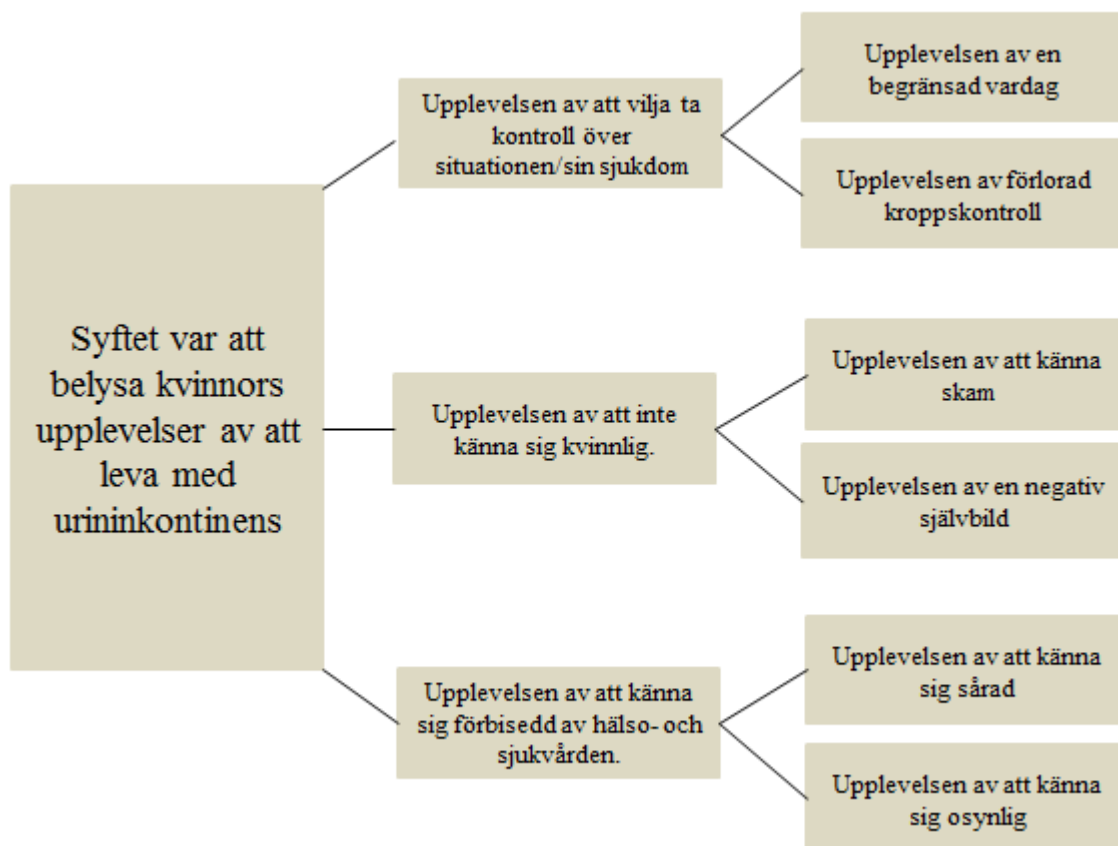 Syftet var att
belysa kvinnors
upplevelser av att
leva med
urininkontinens
Upplevelsen av att vilja ta
kontroll över
situationen/sin sjukdom
Upplevelsen av en
begränsad vardag
Upplevelsen av förlorad
kroppskontroll
Upplevelsen av att inte
känna sig kvinnlig.
Upplevelsen av att känna
skam
Upplevelsen av en negativ
självbild
Upplevelsen av att känna
sig förbisedd av hälso- och
sjukvården.
Upplevelsen av att känna
sig sårad
Upplevelsen av att känna
sig osynlig